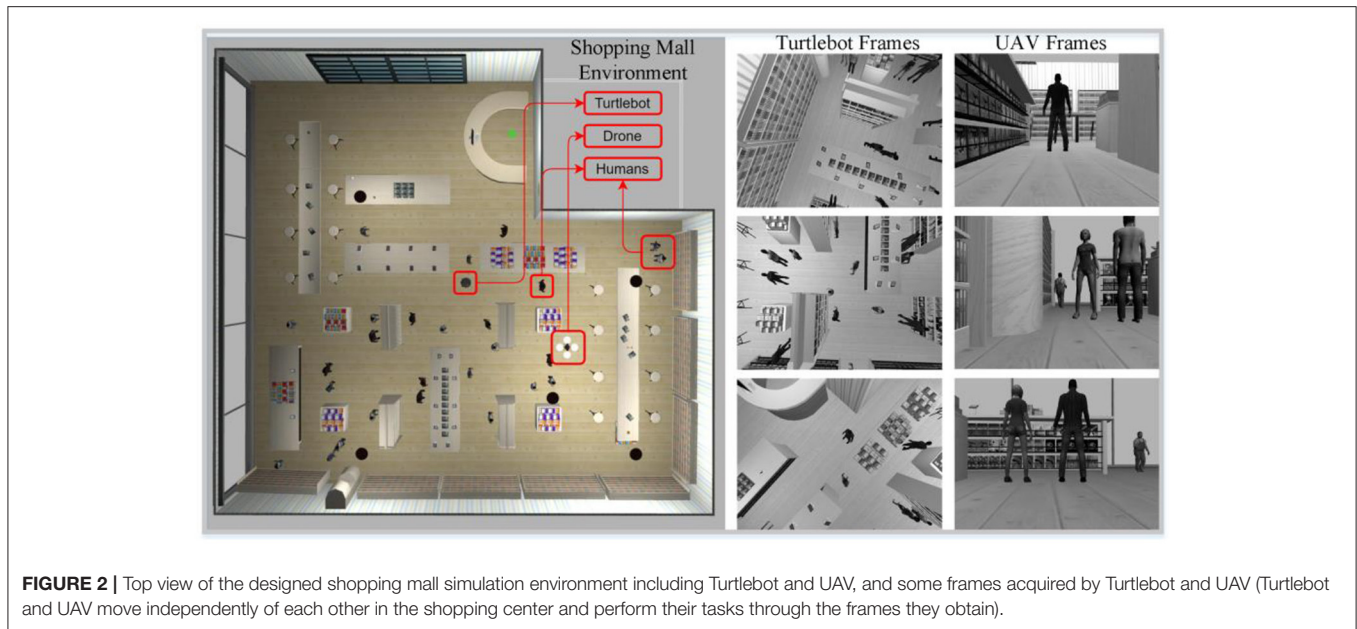 Shopping Mall
Environment
Turtlebot
Drone
Humans
Turtlebot Frames
UAV Frames
FIGURE 2 | Top view of the designed shopping mall simulation environment including Turtlebot and UAV, and some frames acquired by Turtlebot and UAV (Turtlebot
and UAV move independently of each other in the shopping center and perform their tasks through the frames they obtain).